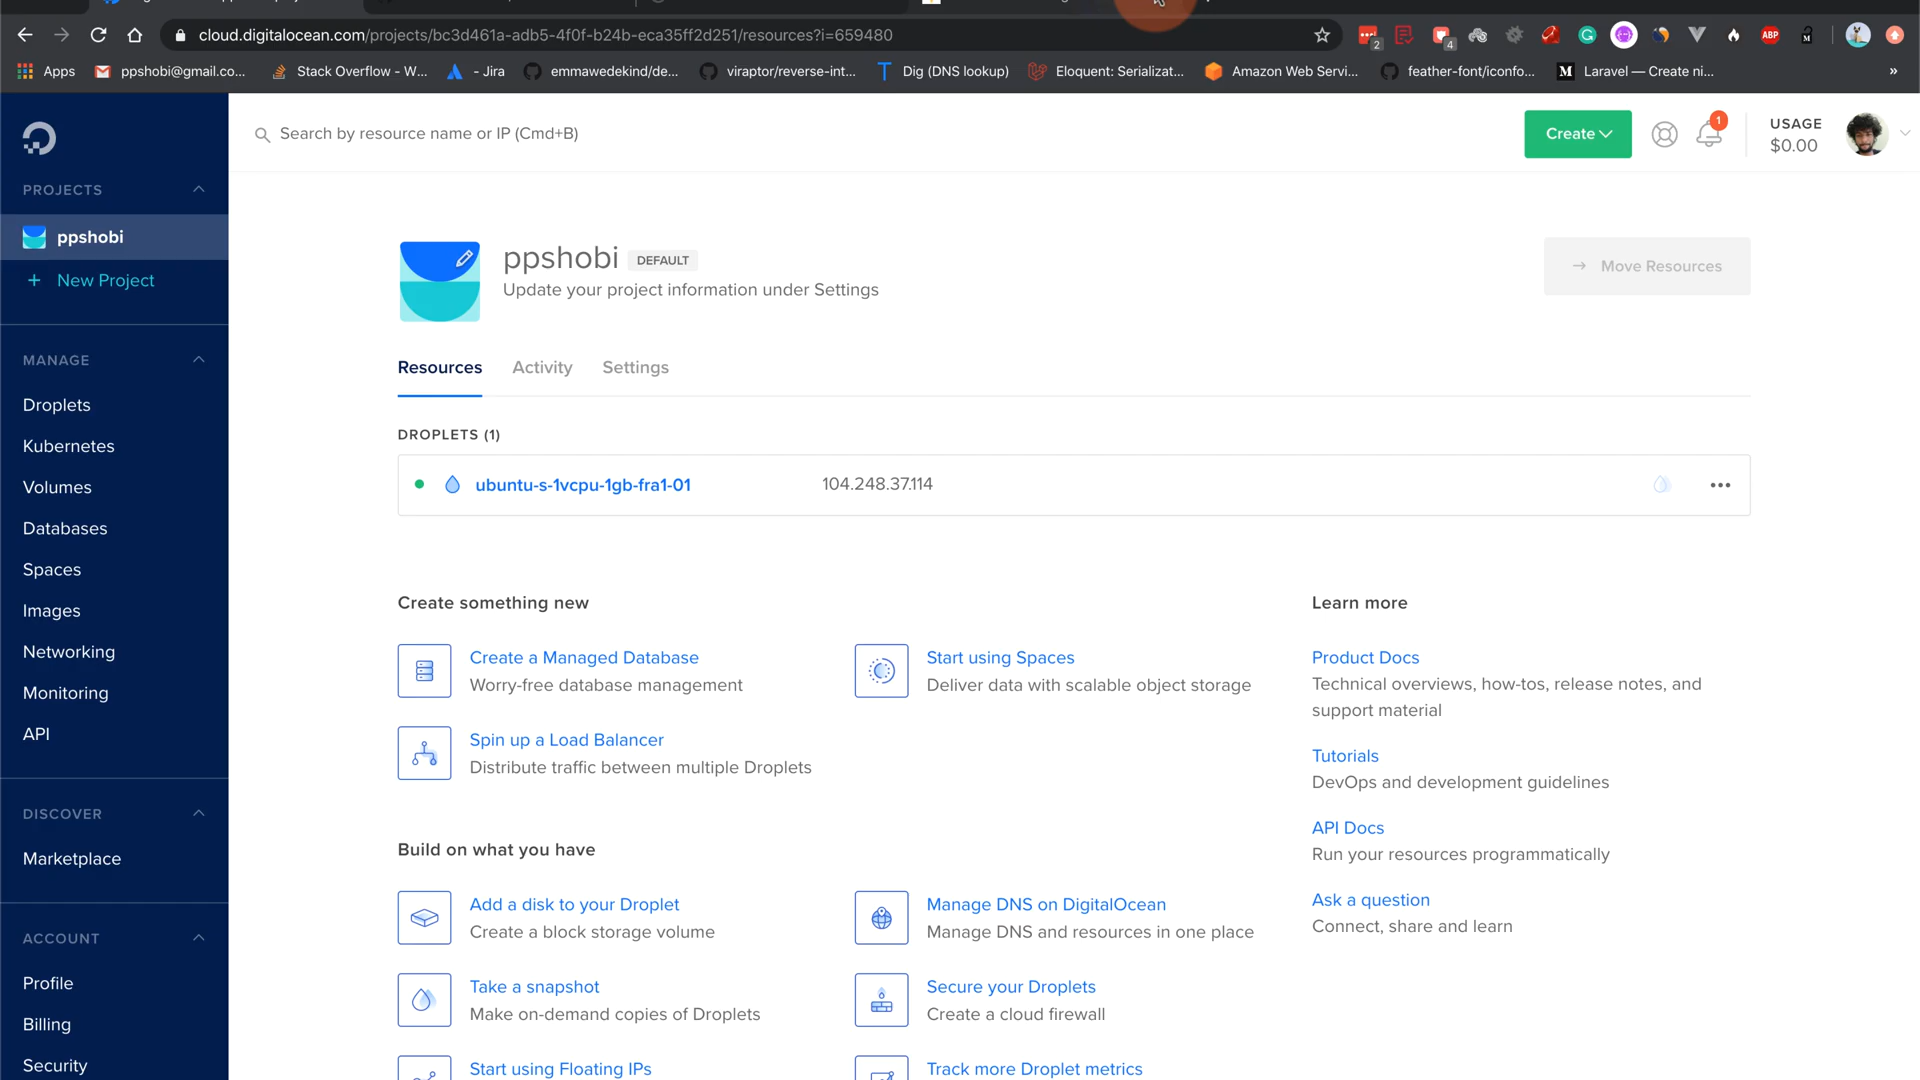 cloud.digitalocean.com/projects/bc3d461a-adb5-4f0f-b24b-eca35ff2d251/resources?i=659480
2
4
ABP
M
Apps
ppshobi@gmail.co...
Stack Overflow - W...
- Jira
emmawedekind/de...
viraptor/reverse-int...
Dig (DNS lookup)
Eloquent: Serializat...
Amazon Web Servi...
feather-font/iconfo...
Laravel — Create ni...
»
Search by resource name or IP (Cmd+B)
Create
1
USAGE
$0.00
PROJECTS
ppshobi
+ New Project
MANAGE
Droplets
Kubernetes
Volumes
Databases
Spaces
Images
Networking
Monitoring
API
DISCOVER
Marketplace
ACCOUNT
Profile
Billing
Security
ppshobi DEFAULT
Update your project information under Settings
→ Move Resources
Resources
Activity
Settings
DROPLETS (1)
ubuntu-s-1vcpu-1gb-fra1-01
104.248.37.114
Create something new
Create a Managed Database
Worry-free database management
Start using Spaces
Deliver data with scalable object storage
Spin up a Load Balancer
Distribute traffic between multiple Droplets
Build on what you have
Add a disk to your Droplet
Create a block storage volume
Manage DNS on DigitalOcean
Manage DNS and resources in one place
Take a snapshot
Make on-demand copies of Droplets
Secure your Droplets
Create a cloud firewall
Start using Floating IPs
Track more Droplet metrics
Learn more
Product Docs
Technical overviews, how-tos, release notes, and
support material
Tutorials
DevOps and development guidelines
API Docs
Run your resources programmatically
Ask a question
Connect, share and learn